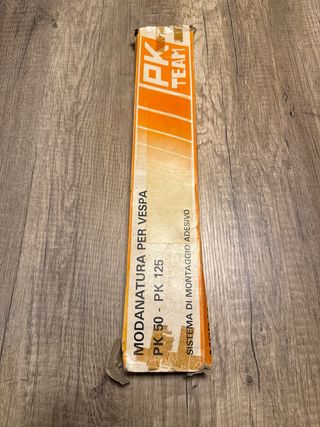 PK
TEAM
MODANATURA PER VESPA
PK 50 - PK 125
SISTEMA DI MONTAGGIO ADESIVO